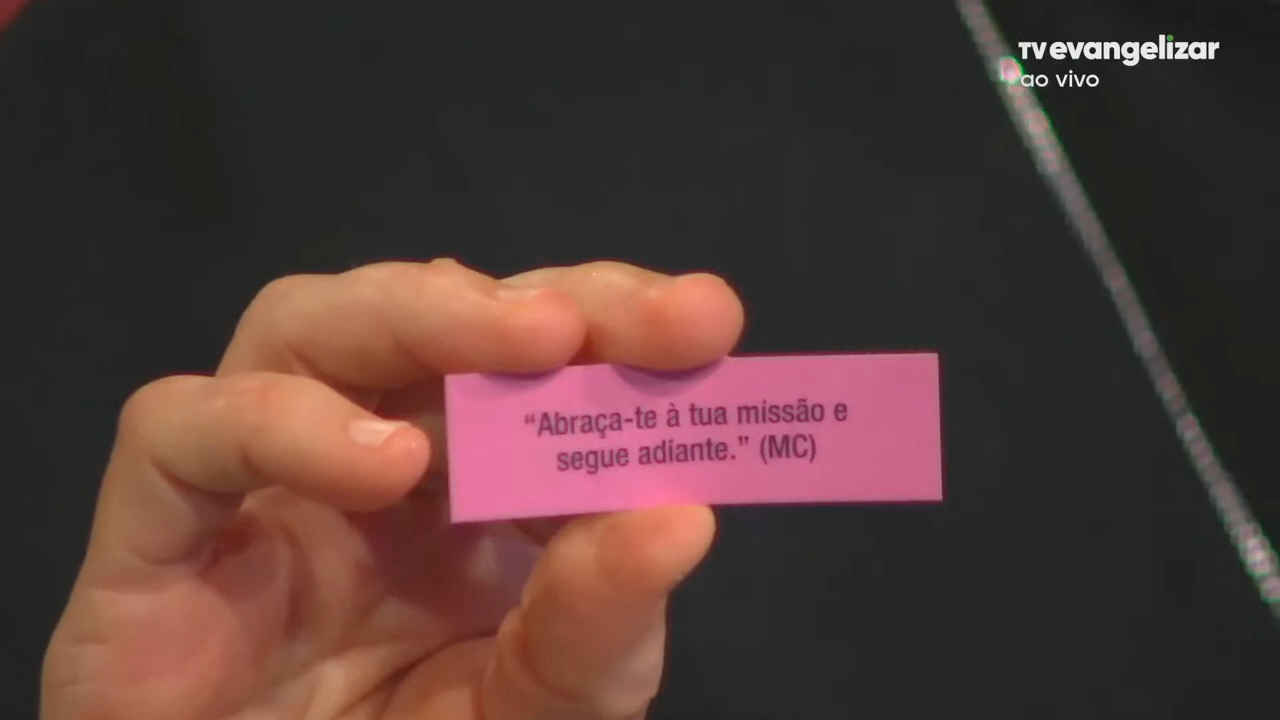 TVevangelizar
ao vivo
“Abraça-te à tua missão e
segue adiante.” (MC)